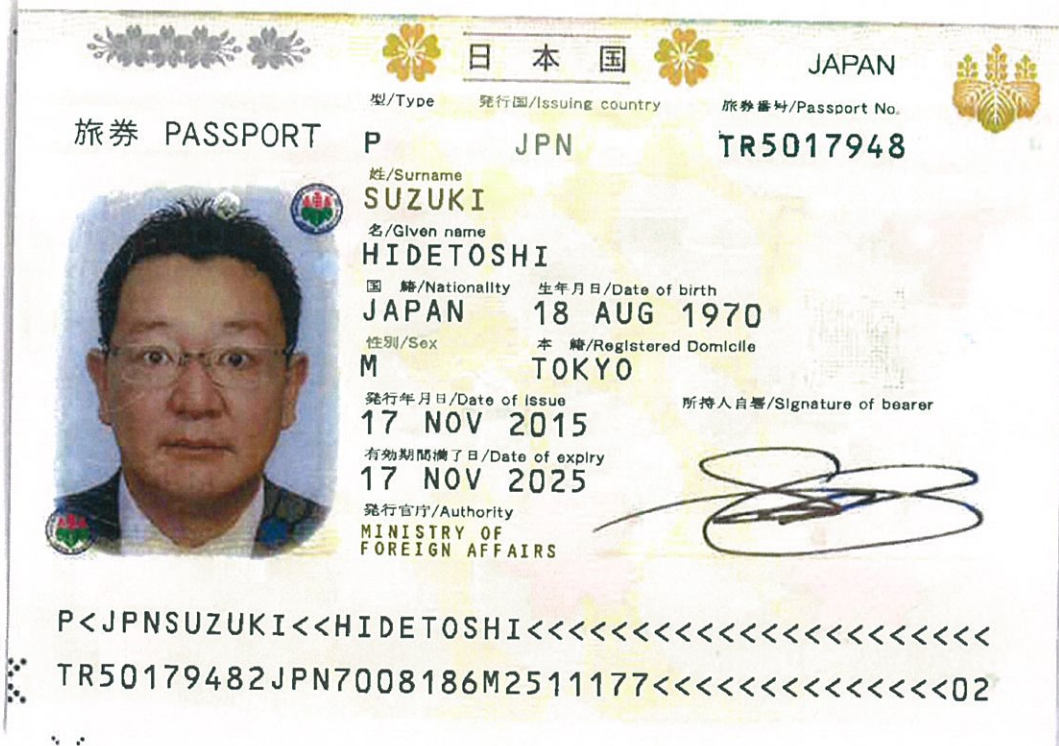 日本国
JAPAN
旅券 PASSPORT
型/Type 発行国/Issuing country 旅券番号/Passport No.
P JPN TR5017948
姓/Surname
SUZUKI
名/Given name
HIDETOSHI
国 籍/Nationality 生年月日/Date of birth
JAPAN 18 AUG 1970
性別/Sex 本 籍/Registered Domicile
M TOKYO
発行年月日/Date of issue 所持人自署/Signature of bearer
17 NOV 2015
有効期間満了日/Date of expiry
17 NOV 2025
発行官庁/Authority
MINISTRY OF
FOREIGN AFFAIRS
P<JPNSUZUKI<<HIDETOSHI<<<<<<<<<<<<<<<<<<<<<<
TR50179482JPN7008186M2511177<<<<<<<<<<<<<<02